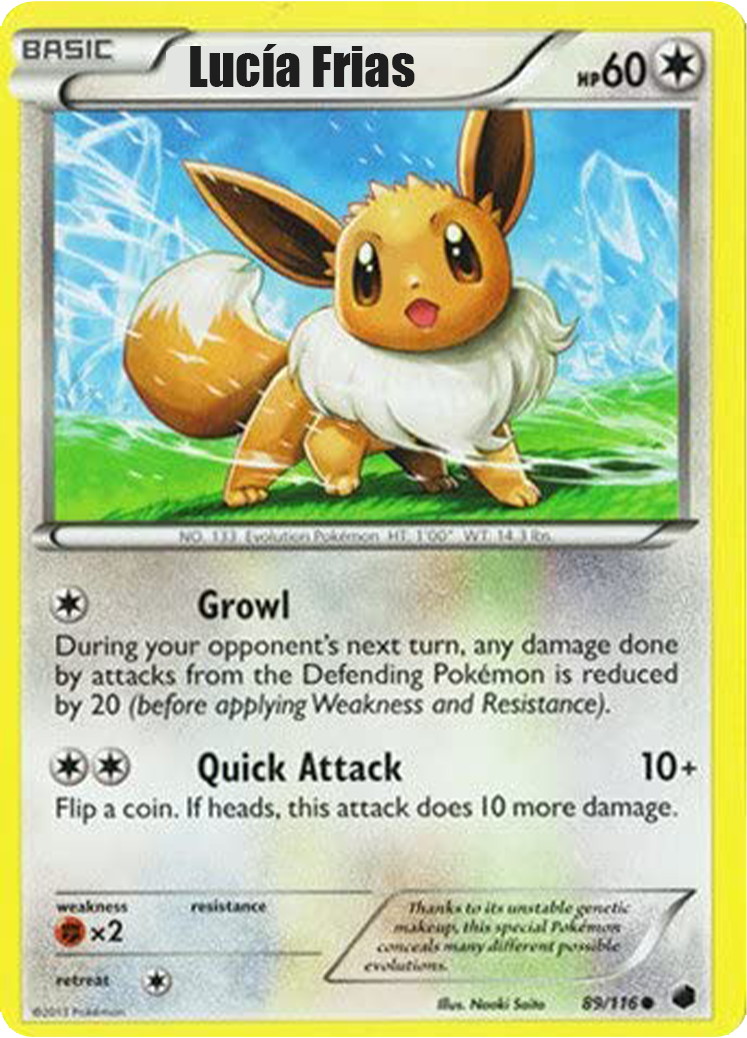 BASIC Lucía Frias HP60
NO. 133 Evolution Pokémon HT: 1'00" WT: 14.3 lbs.
Growl
During your opponent's next turn, any damage done
by attacks from the Defending Pokémon is reduced
by 20 (before applying Weakness and Resistance).
Quick Attack 10+
Flip a coin. If heads, this attack does 10 more damage.
weakness resistance
×2
retreat
Thanks to its unstable genetic
makeup, this special Pokémon
conceals many different possible
evolutions.
©2013 Pokémon
Illus. Naoki Saito 89/116